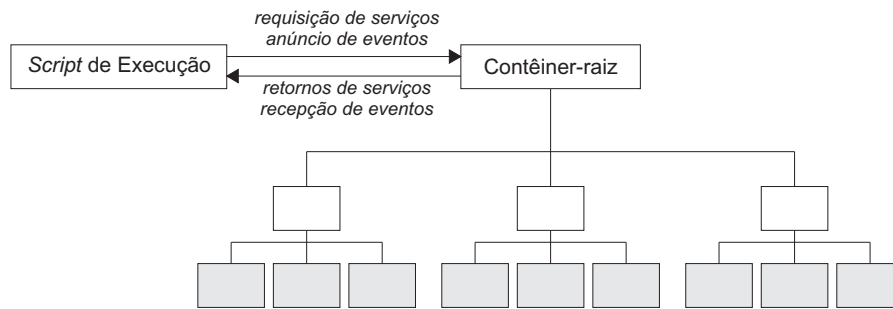 requisição de serviços
anúncio de eventos
Script de Execução
Contêiner-raiz
retornos de serviços
recepção de eventos